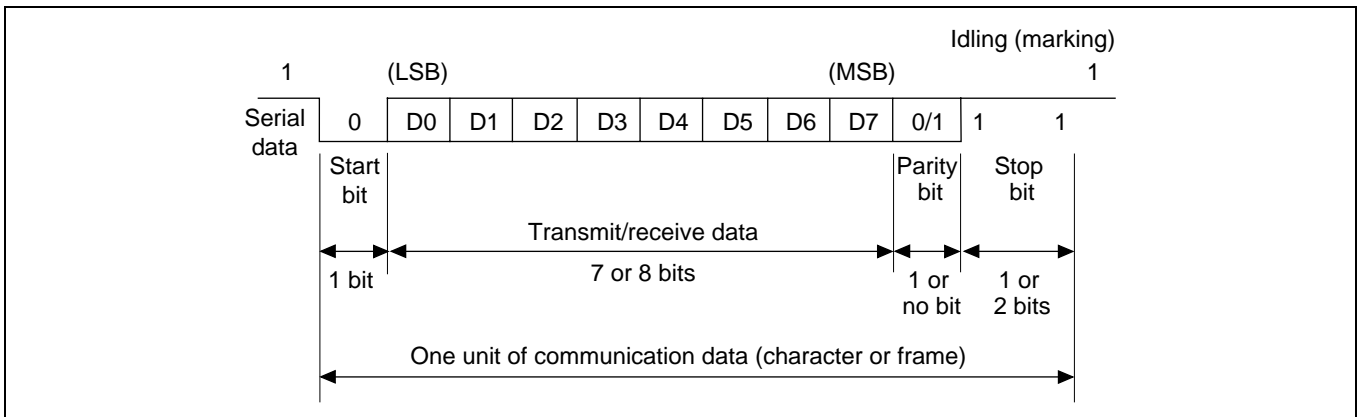 Idling (marking)
1 (LSB) (MSB) 1
Serial data
0 D0 D1 D2 D3 D4 D5 D6 D7 0/1 1 1
Start bit
Parity bit
Stop bit
Transmit/receive data
1 bit
7 or 8 bits
1 or no bit
1 or 2 bits
One unit of communication data (character or frame)